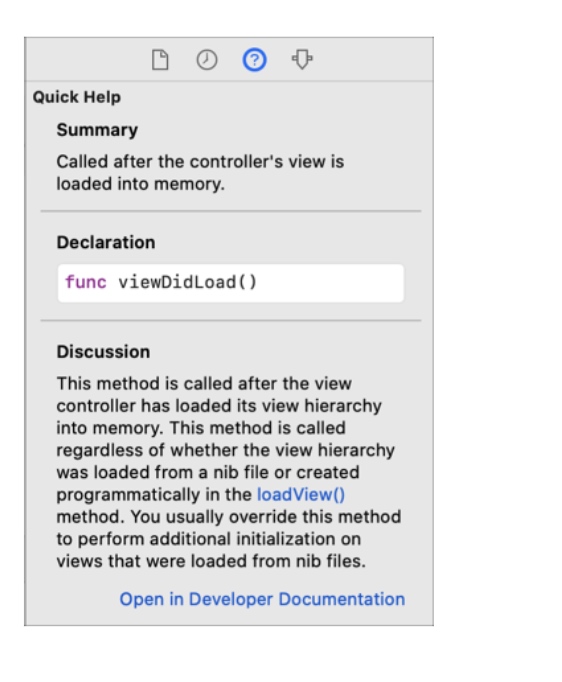 Quick Help
Summary
Called after the controller's view is
loaded into memory.
Declaration
func viewDidLoad()
Discussion
This method is called after the view
controller has loaded its view hierarchy
into memory. This method is called
regardless of whether the view hierarchy
was loaded from a nib file or created
programmatically in the loadView()
method. You usually override this method
to perform additional initialization on
views that were loaded from nib files.
Open in Developer Documentation